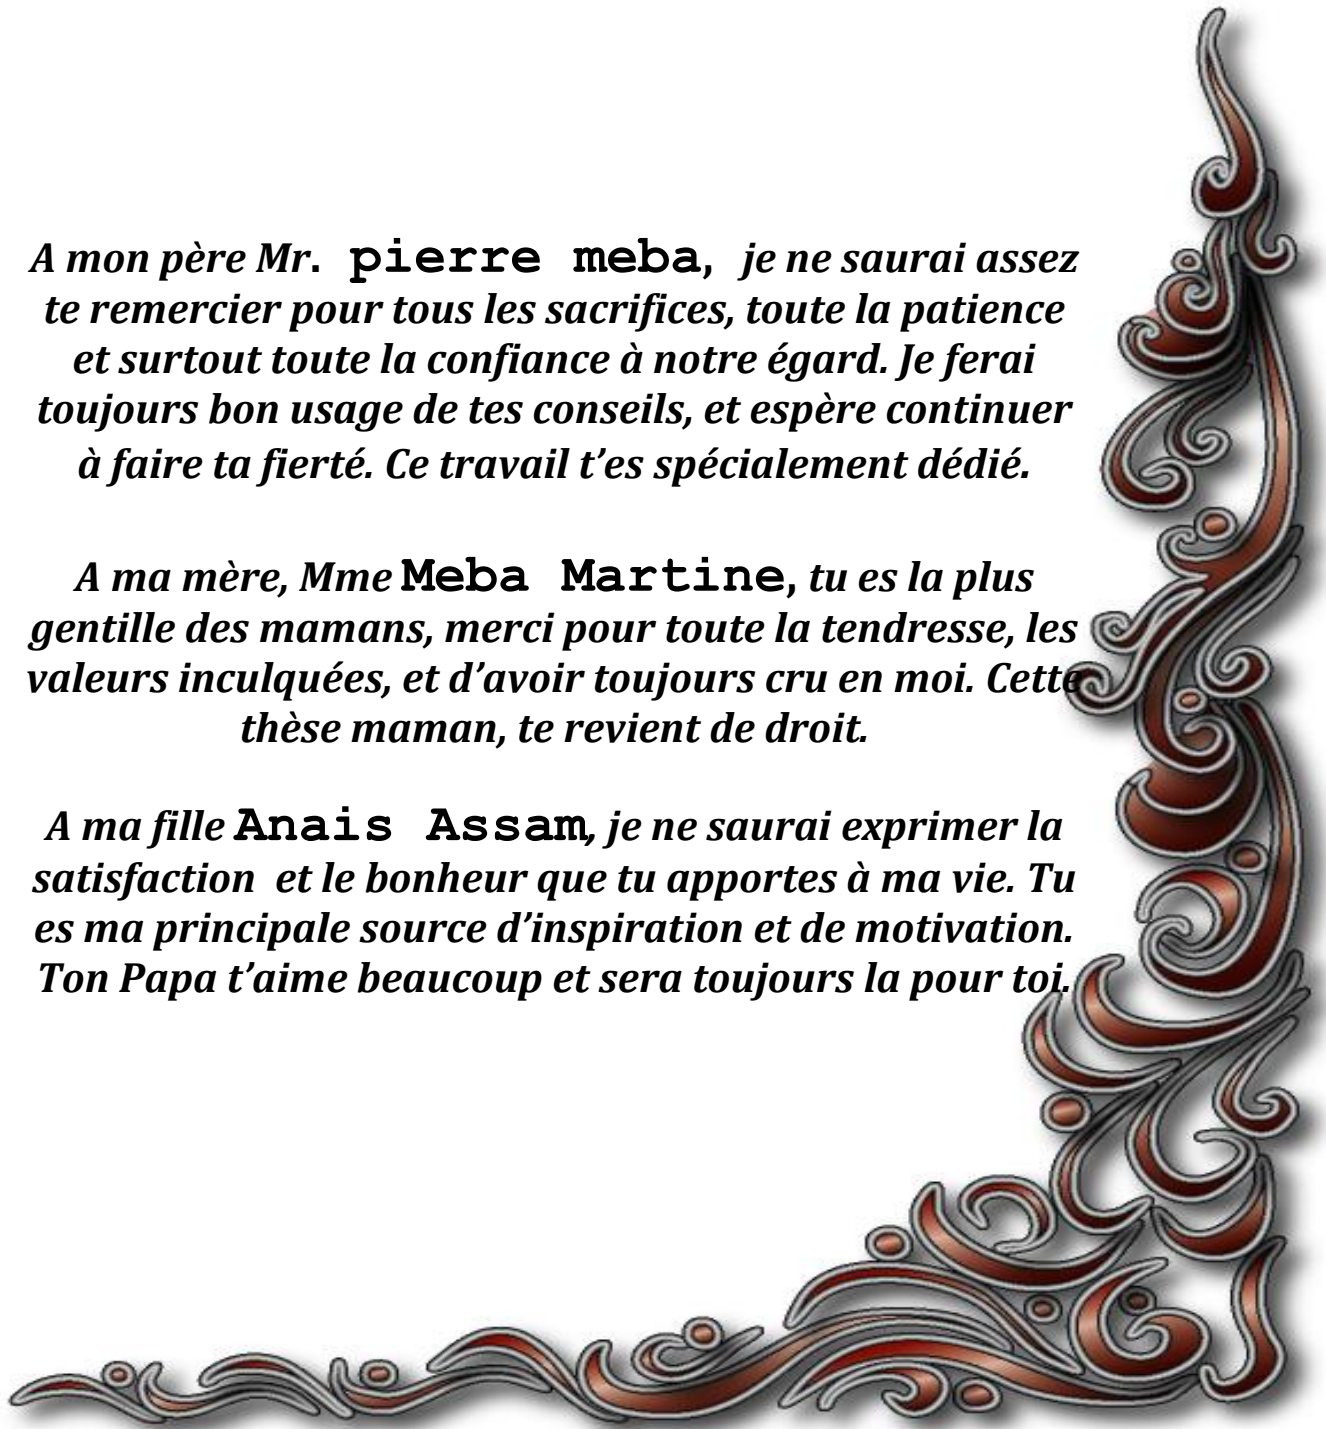 A mon père Mr. pierre meba, je ne saurai assez
te remercier pour tous les sacrifices, toute la patience
et surtout toute la confiance à notre égard. Je ferai
toujours bon usage de tes conseils, et espère continuer
à faire ta fierté. Ce travail t’es spécialement dédié.
A ma mère, Mme Meba Martine, tu es la plus
gentille des mamans, merci pour toute la tendresse, les
valeurs inculquées, et d’avoir toujours cru en moi. Cette
thèse maman, te revient de droit.
A ma fille Anais Assam, je ne saurai exprimer la
satisfaction et le bonheur que tu apportes à ma vie. Tu
es ma principale source d’inspiration et de motivation.
Ton Papa t’aime beaucoup et sera toujours la pour toi.